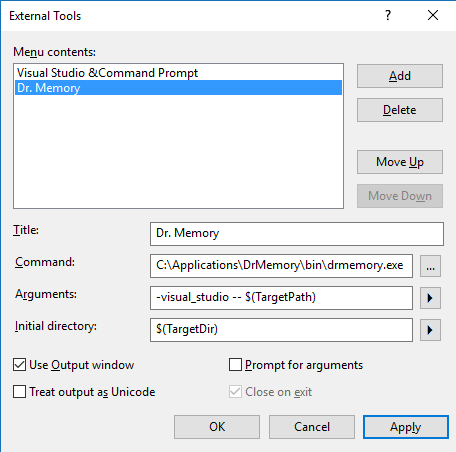 External Tools
?
Menu contents:
Visual Studio &Command Prompt
Dr. Memory
Add
Delete
Move Up
Move Down
Title:
Dr. Memory
Command:
C:\Applications\DrMemory\bin\drmemory.exe
...
Arguments:
-visual_studio -- $(TargetPath)
Initial directory:
$(TargetDir)
Use Output window
Prompt for arguments
Treat output as Unicode
Close on exit
OK
Cancel
Apply